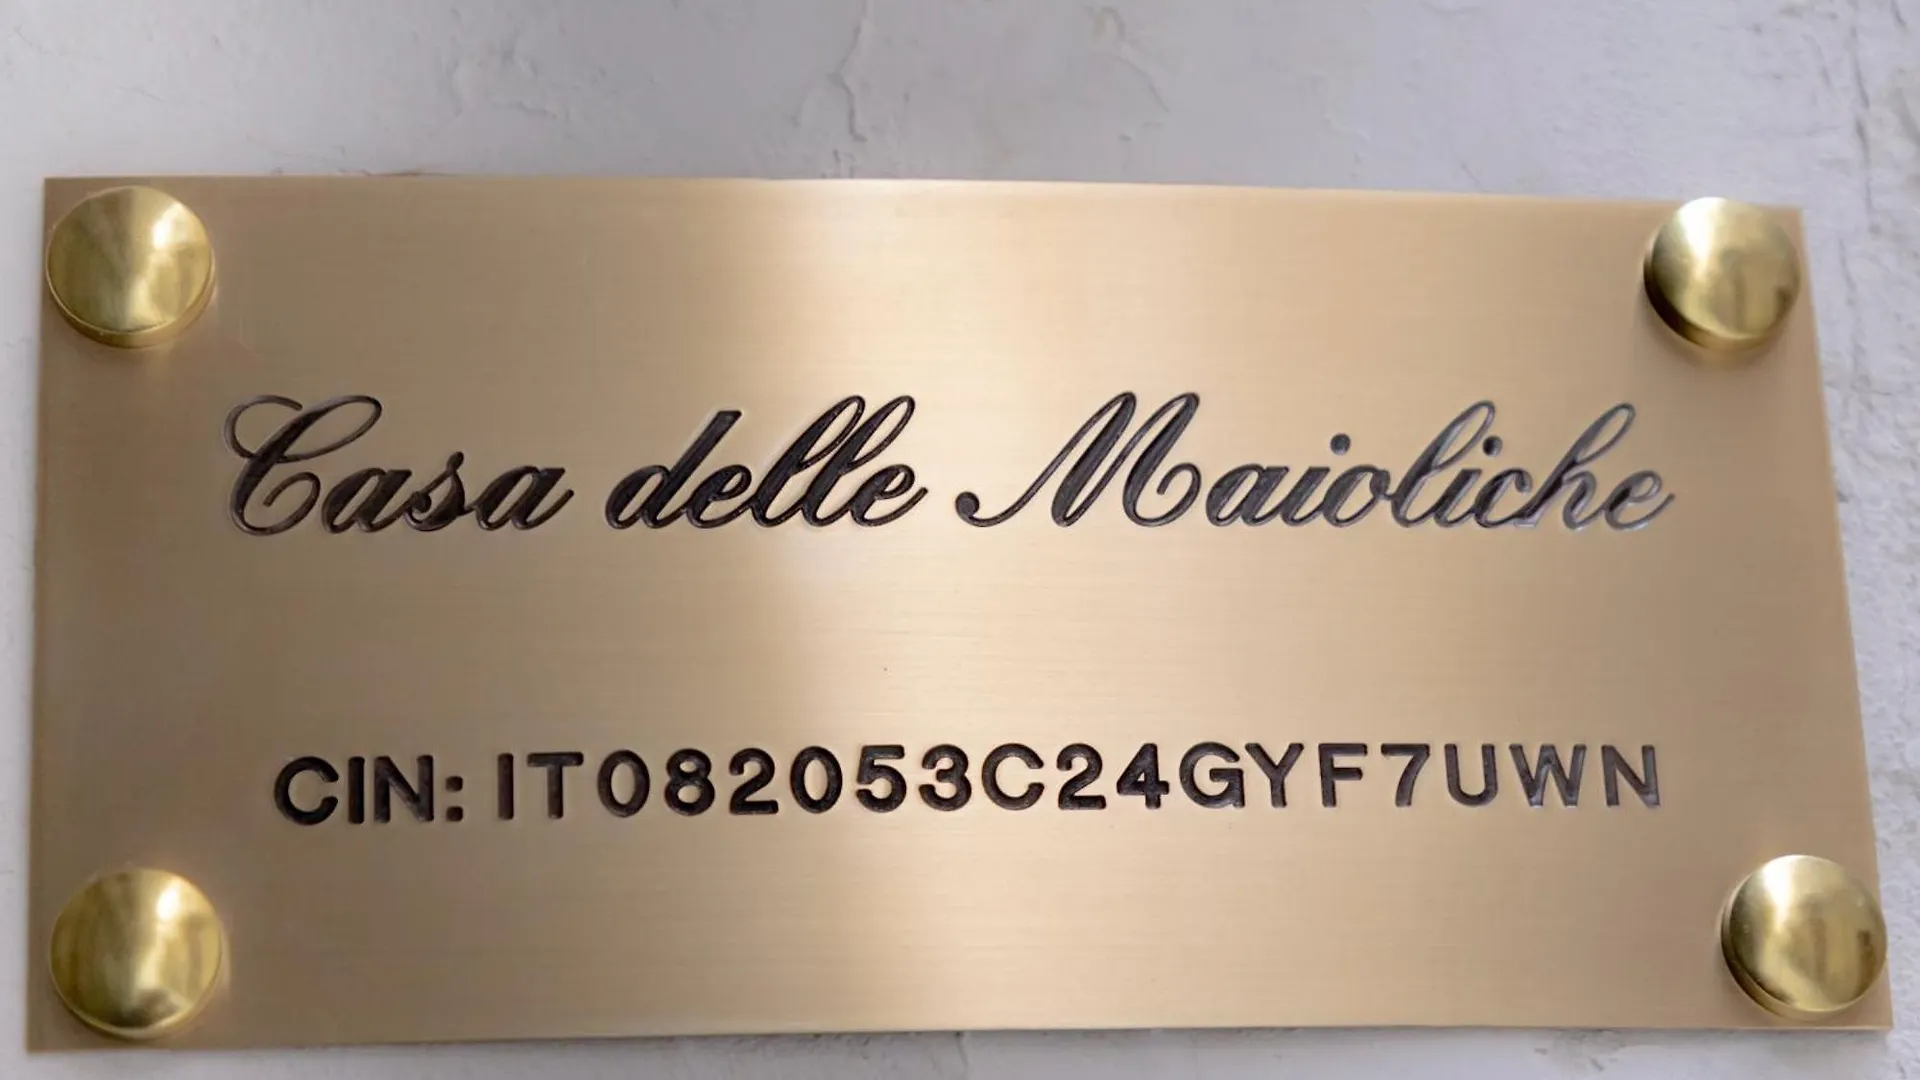 Casa delle Maioliche
CIN: IT082053C24GYF7UWN